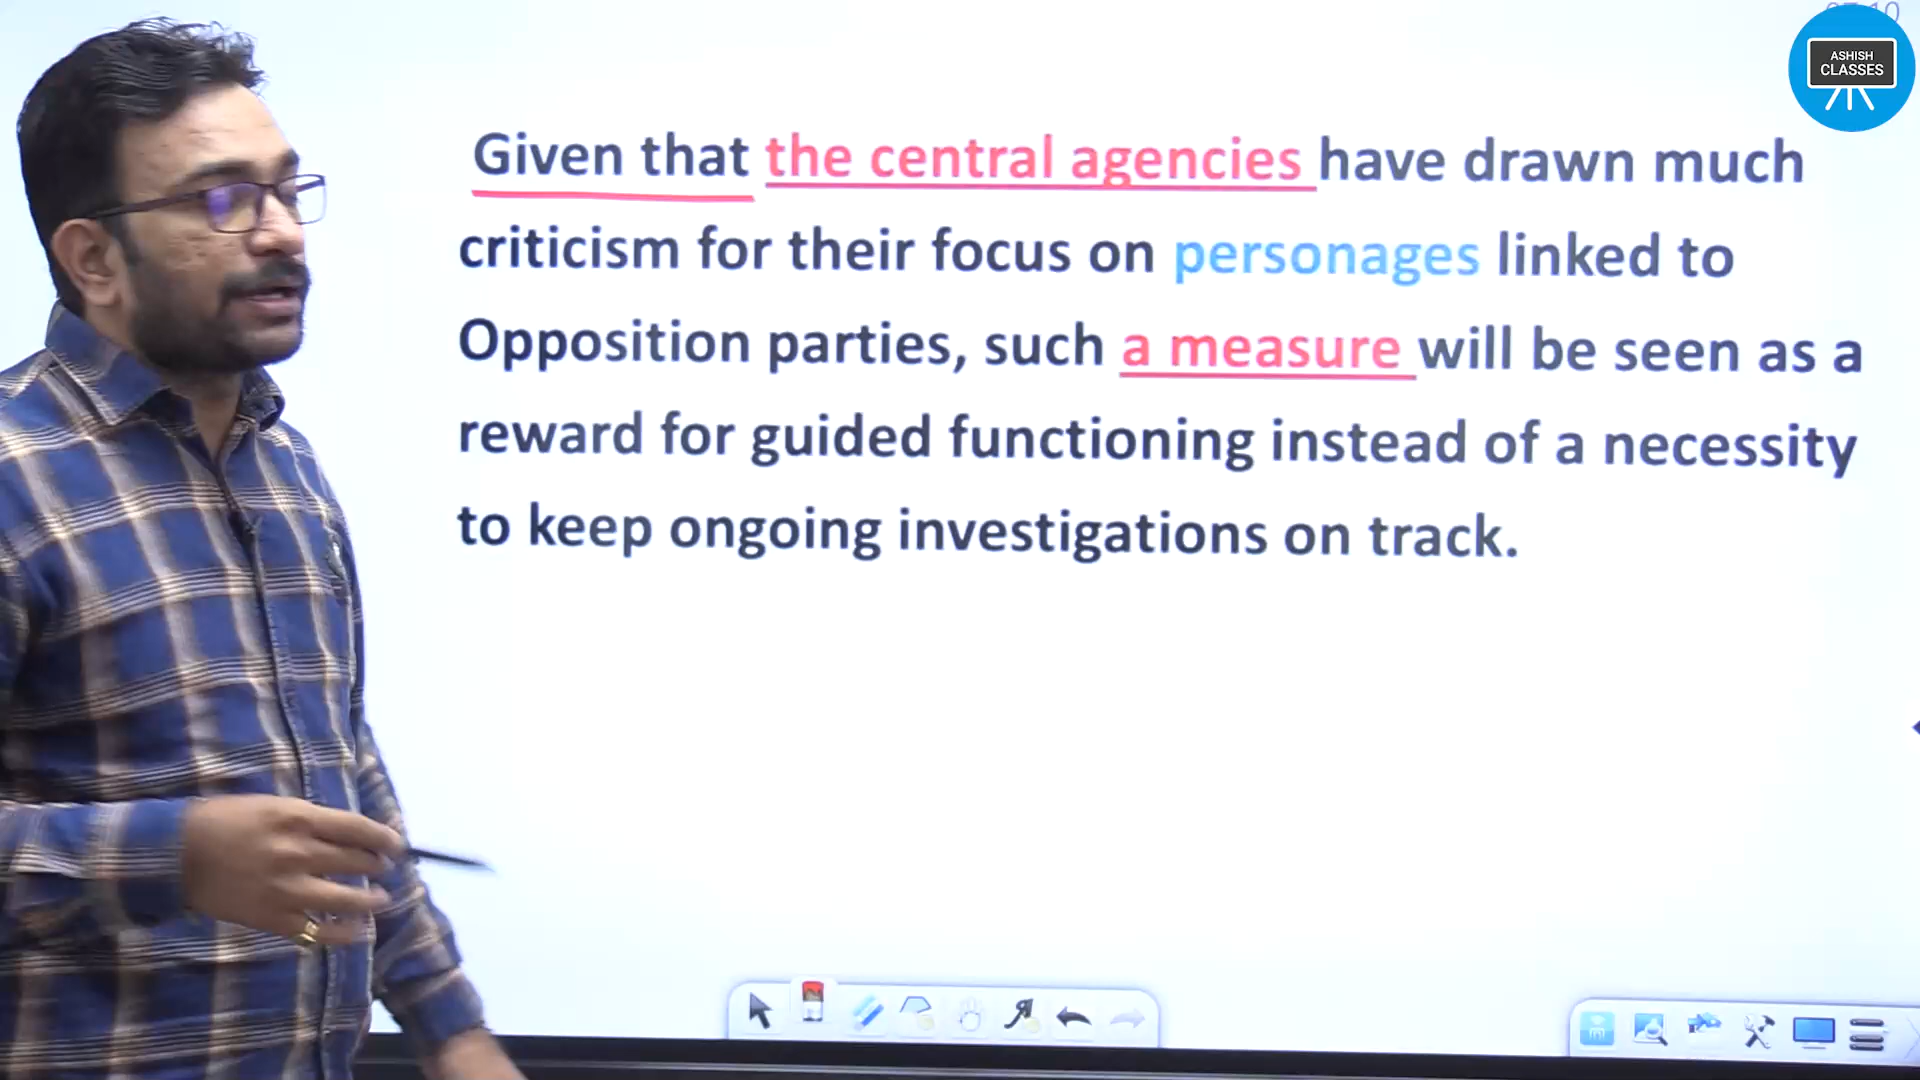 ASHISH
CLASSES
Given that the central agencies have drawn much
criticism for their focus on personages linked to
Opposition parties, such a measure will be seen as a
reward for guided functioning instead of a necessity
to keep ongoing investigations on track.